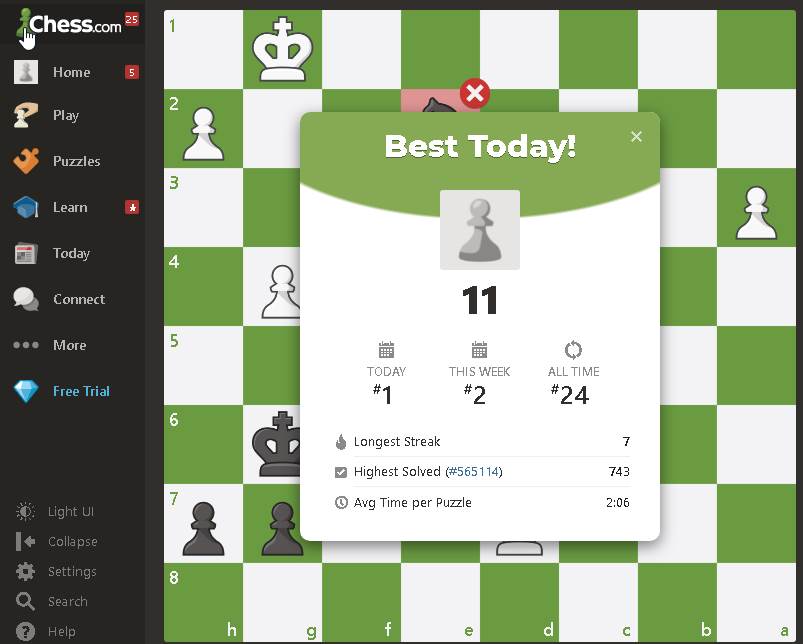 Chess.com 25
Home 5
Play
Puzzles
Learn
Today
Connect
More
Free Trial
Light UI
Collapse
Settings
Search
Help
1
2
3
4
5
6
7
8
h g f e d c b a
Best Today!
11
TODAY THIS WEEK ALL TIME
#1 #2 #24
Longest Streak 7
Highest Solved (#565114) 743
Avg Time per Puzzle 2:06